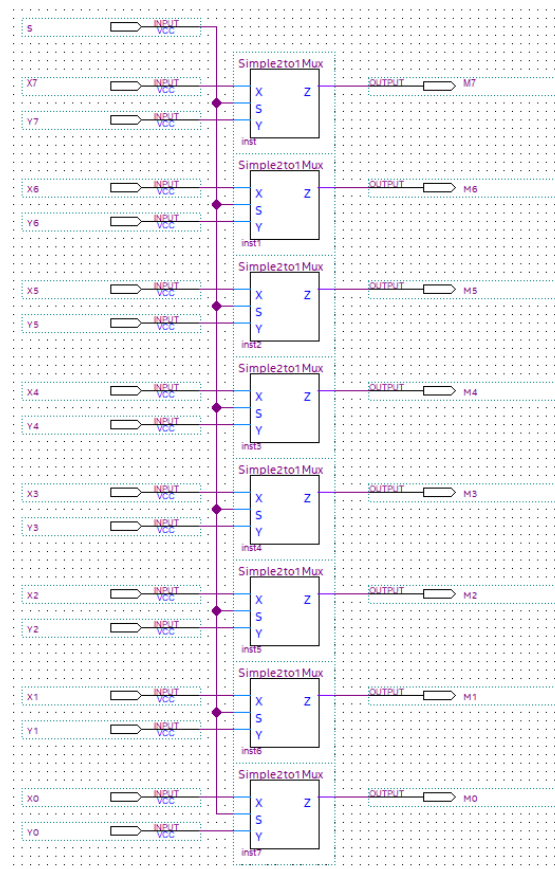 S INPUT VCC
Simple2to1Mux
X7 INPUT VCC X Z OUTPUT M7
S
Y7 INPUT VCC Y
inst
Simple2to1Mux
X6 INPUT VCC X Z OUTPUT M6
S
Y6 INPUT VCC Y
inst1
Simple2to1Mux
X5 INPUT VCC X Z OUTPUT M5
S
Y5 INPUT VCC Y
inst2
Simple2to1Mux
X4 INPUT VCC X Z OUTPUT M4
S
Y4 INPUT VCC Y
inst3
Simple2to1Mux
X3 INPUT VCC X Z OUTPUT M3
S
Y3 INPUT VCC Y
inst4
Simple2to1Mux
X2 INPUT VCC X Z OUTPUT M2
S
Y2 INPUT VCC Y
inst5
Simple2to1Mux
X1 INPUT VCC X Z OUTPUT M1
S
Y1 INPUT VCC Y
inst6
Simple2to1Mux
X0 INPUT VCC X Z OUTPUT M0
S
Y0 INPUT VCC Y
inst7